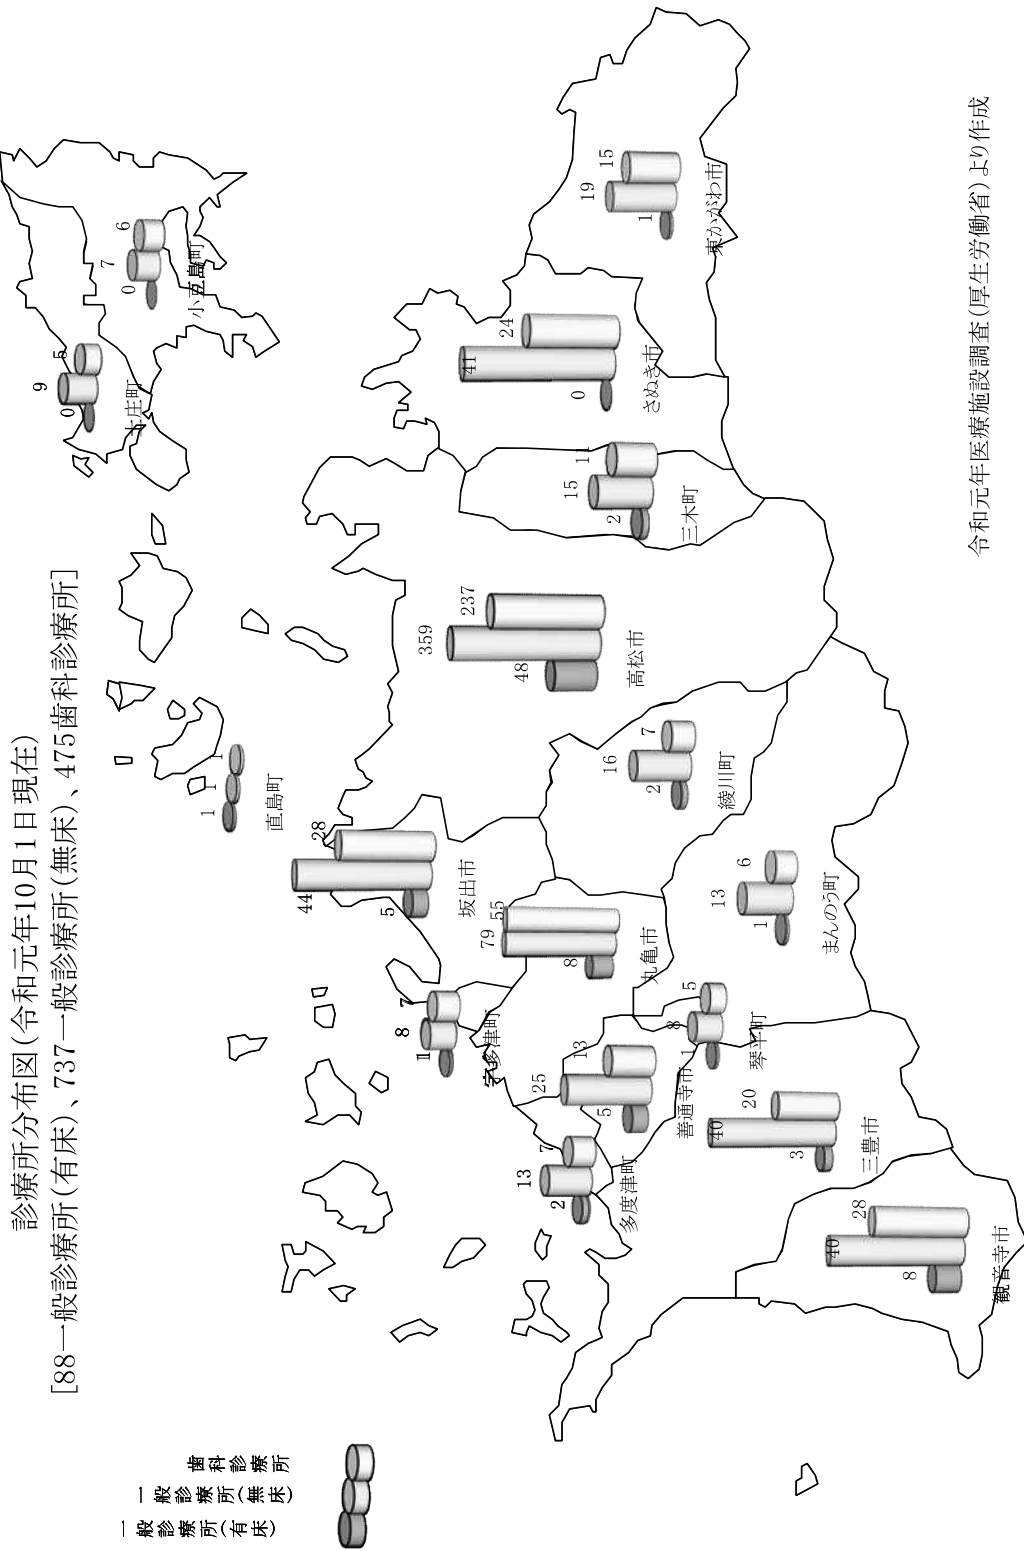 診療所分布図(令和元年10月1日現在)
[88一般診療所(有床)、737一般診療所(無床)、475歯科診療所]
一般診療所(有床)
一般診療所(無床)
歯科診療所
0
9
5
土庄町
0
7
6
小豆島町
1
1
1
直島町
5
44
28
坂出市
1
8
7
宇多津町
8
79
55
丸亀市
2
13
7
多度津町
5
25
13
善通寺市
1
8
5
琴平町
3
40
20
三豊市
8
40
28
観音寺市
1
13
6
まんのう町
2
16
7
綾川町
48
359
237
高松市
2
15
11
三木町
0
41
24
さぬき市
1
19
15
東かがわ市
令和元年医療施設調査(厚生労働省)より作成